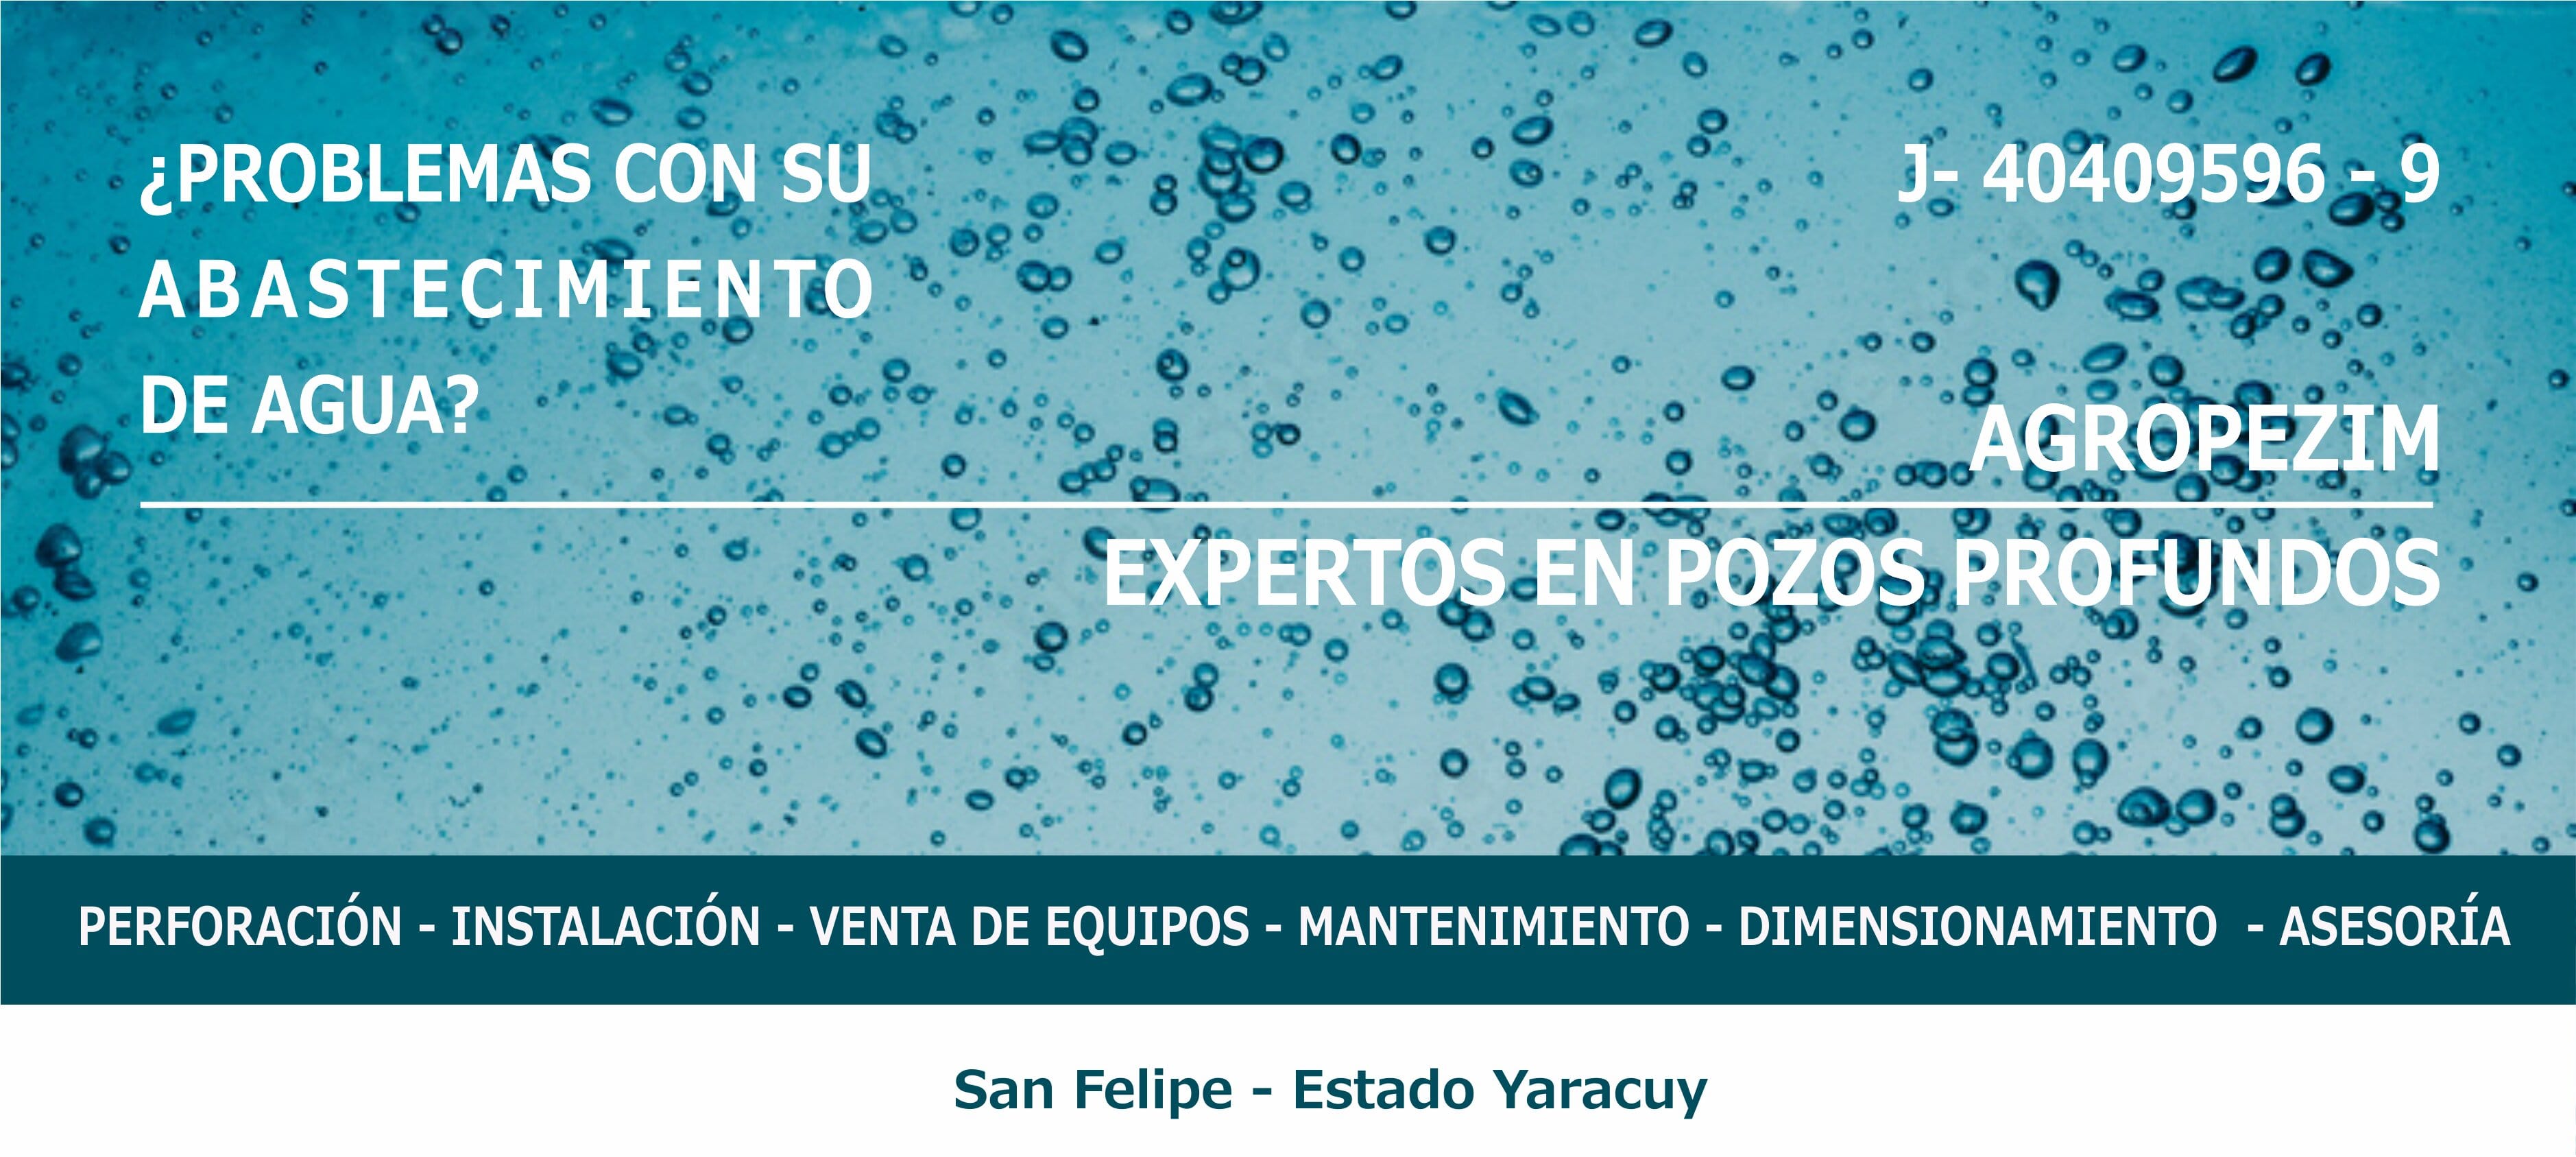 ¿PROBLEMAS CON SU
ABASTECIMIENTO
DE AGUA?
J- 40409596 - 9
AGROPEZIM
EXPERTOS EN POZOS PROFUNDOS
PERFORACIÓN - INSTALACIÓN - VENTA DE EQUIPOS - MANTENIMIENTO - DIMENSIONAMIENTO - ASESORÍA
San Felipe - Estado Yaracuy